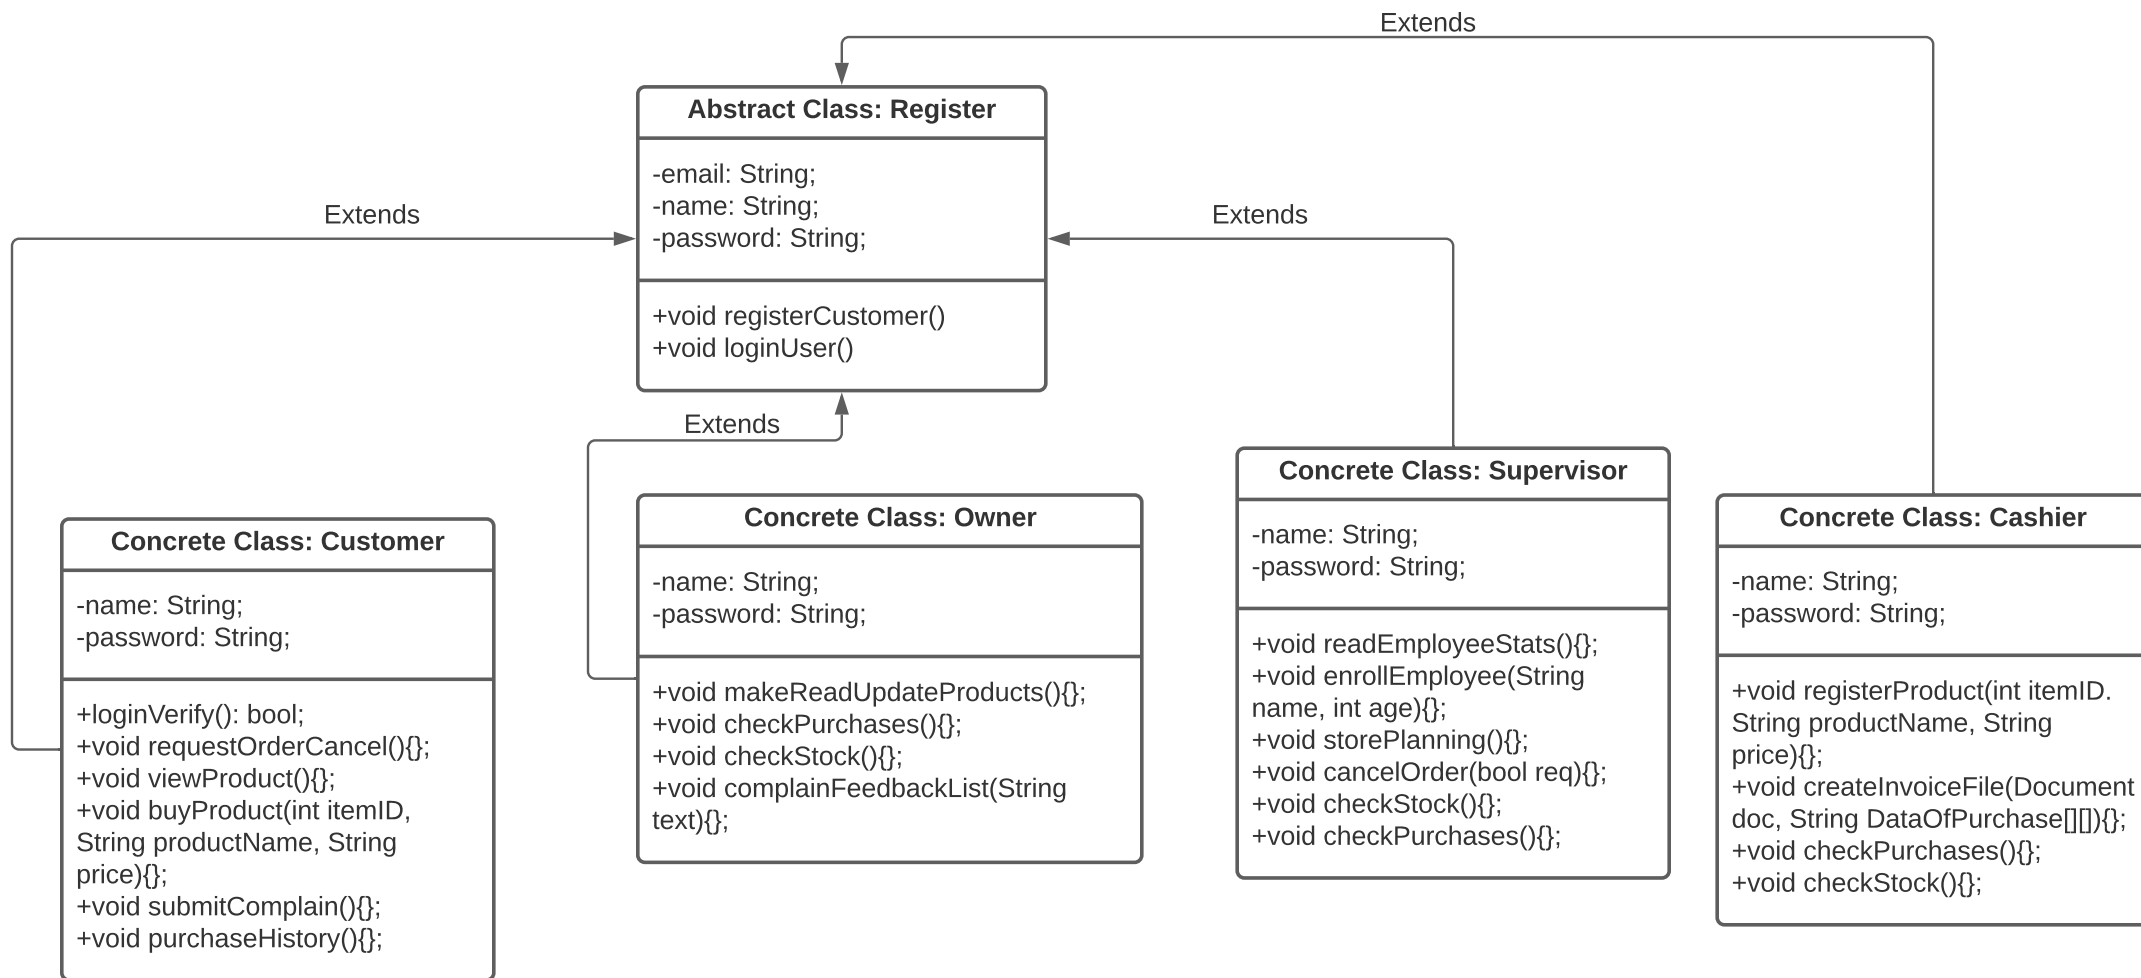 Extends
Abstract Class: Register
-email: String;
-name: String;
-password: String;
+void registerCustomer()
+void loginUser()
Extends
Extends
Extends
Concrete Class: Customer
-name: String;
-password: String;
+loginVerify(): bool;
+void requestOrderCancel(){};
+void viewProduct(){};
+void buyProduct(int itemID,
String productName, String
price){};
+void submitComplain(){};
+void purchaseHistory(){};
Concrete Class: Owner
-name: String;
-password: String;
+void makeReadUpdateProducts(){};
+void checkPurchases(){};
+void checkStock(){};
+void complainFeedbackList(String
text){};
Concrete Class: Supervisor
-name: String;
-password: String;
+void readEmployeeStats(){};
+void enrollEmployee(String
name, int age){};
+void storePlanning(){};
+void cancelOrder(bool req){};
+void checkStock(){};
+void checkPurchases(){};
Concrete Class: Cashier
-name: String;
-password: String;
+void registerProduct(int itemID.
String productName, String
price){};
+void createInvoiceFile(Document
doc, String DataOfPurchase[][]){};
+void checkPurchases(){};
+void checkStock(){};